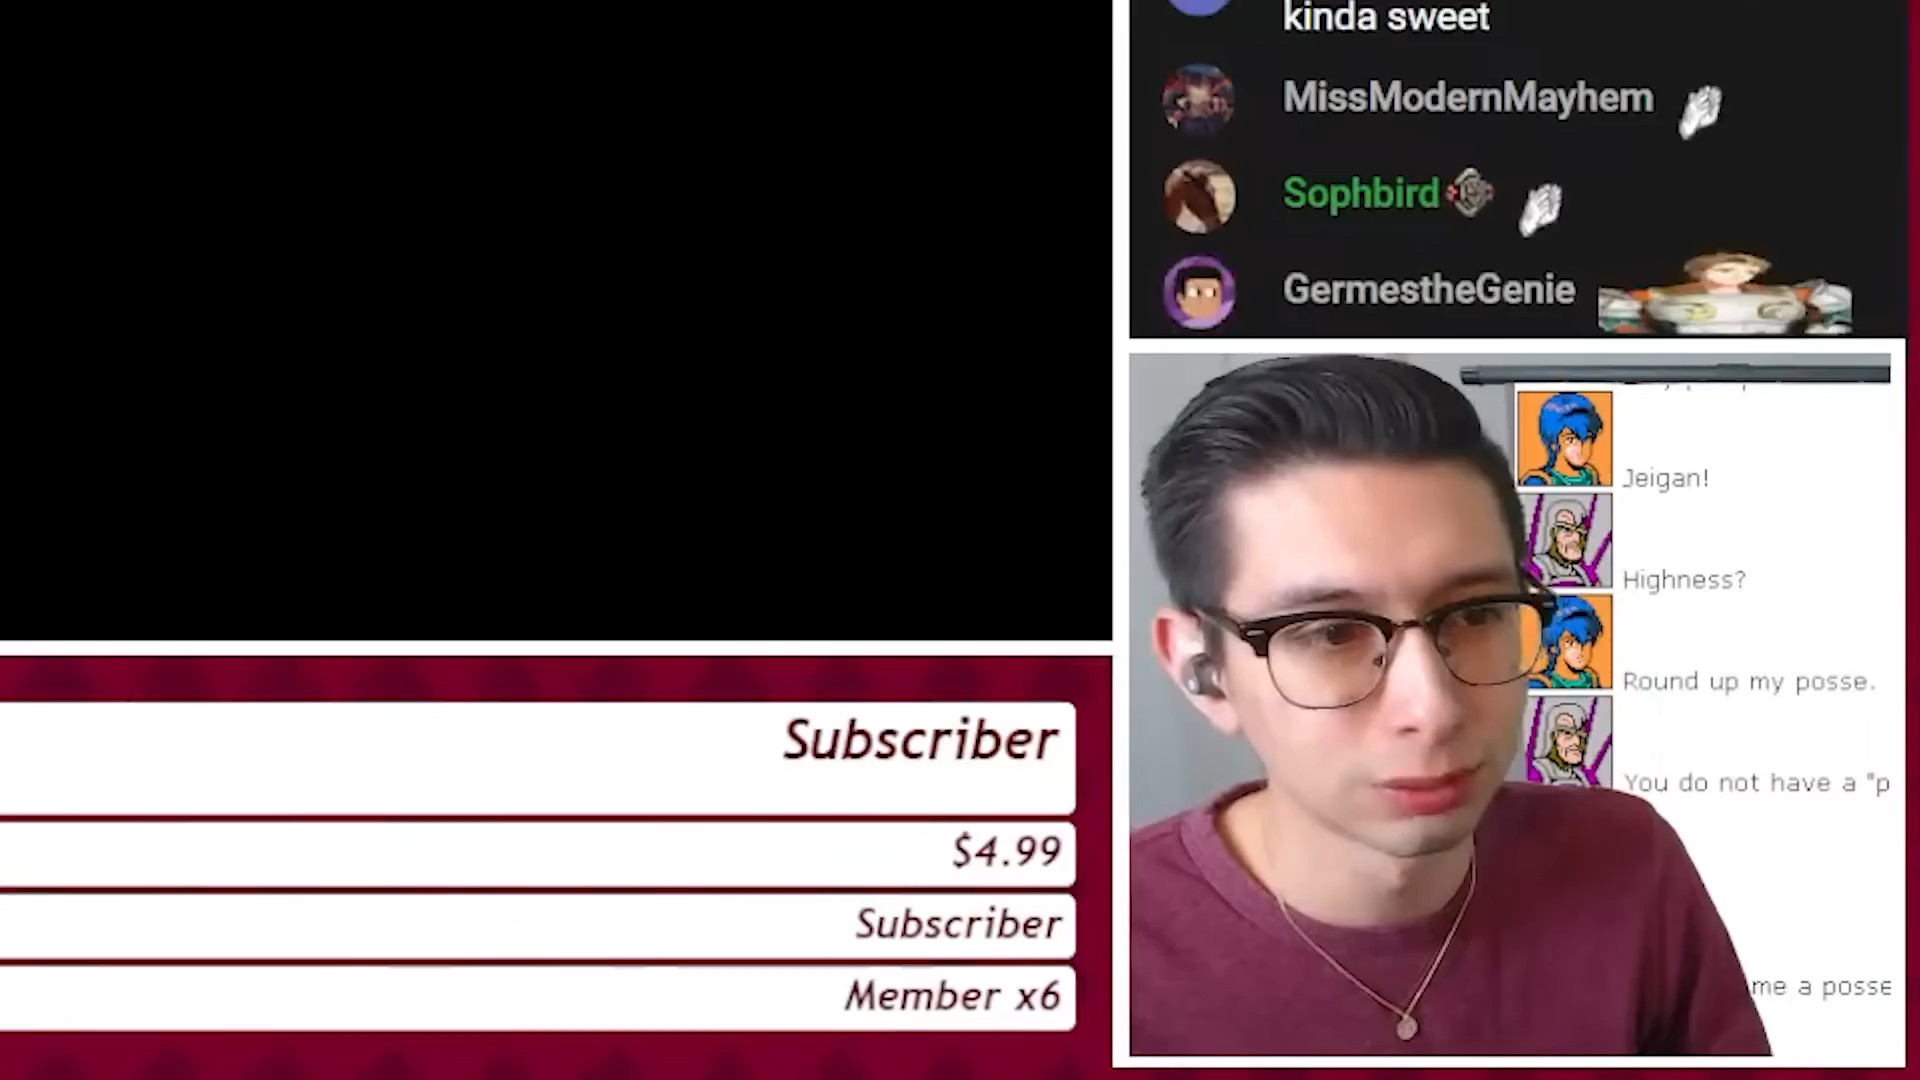 kinda sweet
MissModernMayhem
Sophbird
GermestheGenie
Jeigan!
Highness?
Round up my posse.
You do not have a "p
me a posse
Subscriber
$4.99
Subscriber
Member x6